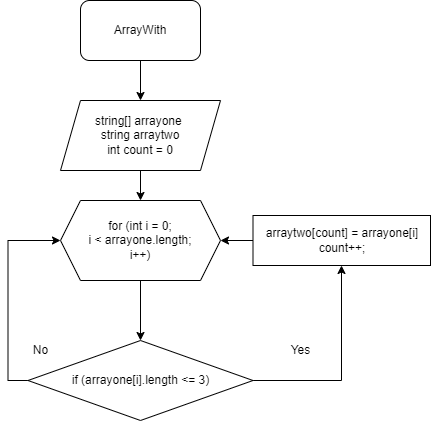 ArrayWith
string[] arrayone
string arraytwo
int count = 0
for (int i = 0;
i < arrayone.length;
i++)
arraytwo[count] = arrayone[i]
count++;
No
Yes
if (arrayone[i].length <= 3)